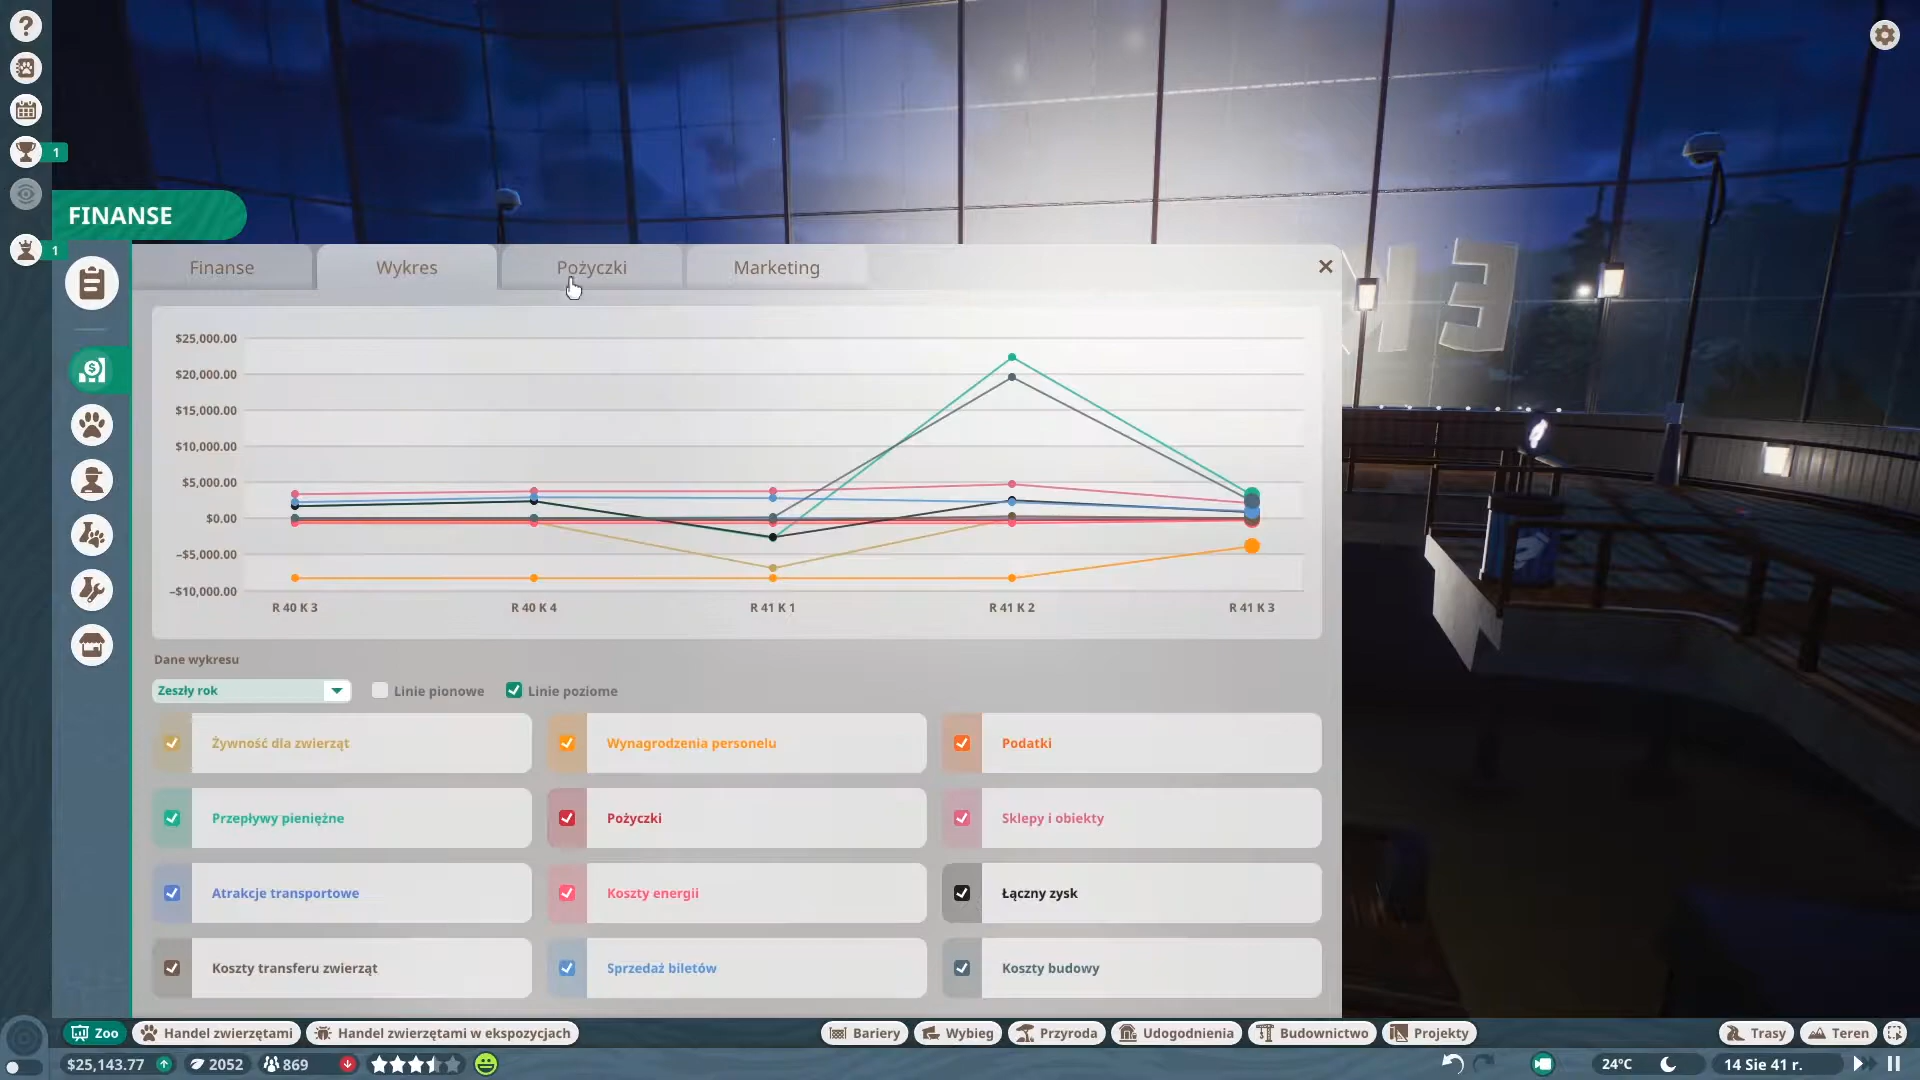 ?
1
FINANSE
1
Finanse
Wykres
Pożyczki
Marketing
$25,000.00
$20,000.00
$15,000.00
$10,000.00
$5,000.00
$0.00
-$5,000.00
-$10,000.00
R 40 K 3
R 40 K 4
R 41 K 1
R 41 K 2
R 41 K 3
Dane wykresu
Zeszły rok
Linie pionowe
Linie poziome
Żywność dla zwierząt
Wynagrodzenia personelu
Podatki
Przepływy pieniężne
Pożyczki
Sklepy i obiekty
Atrakcje transportowe
Koszty energii
Łączny zysk
Koszty transferu zwierząt
Sprzedaż biletów
Koszty budowy
Zoo
Handel zwierzętami
Handel zwierzętami w ekspozycjach
Bariery
Wybieg
Przyroda
Udogodnienia
Budownictwo
Projekty
Trasy
Teren
$25,143.77
2052
869
24°C
14 Sie 41 r.